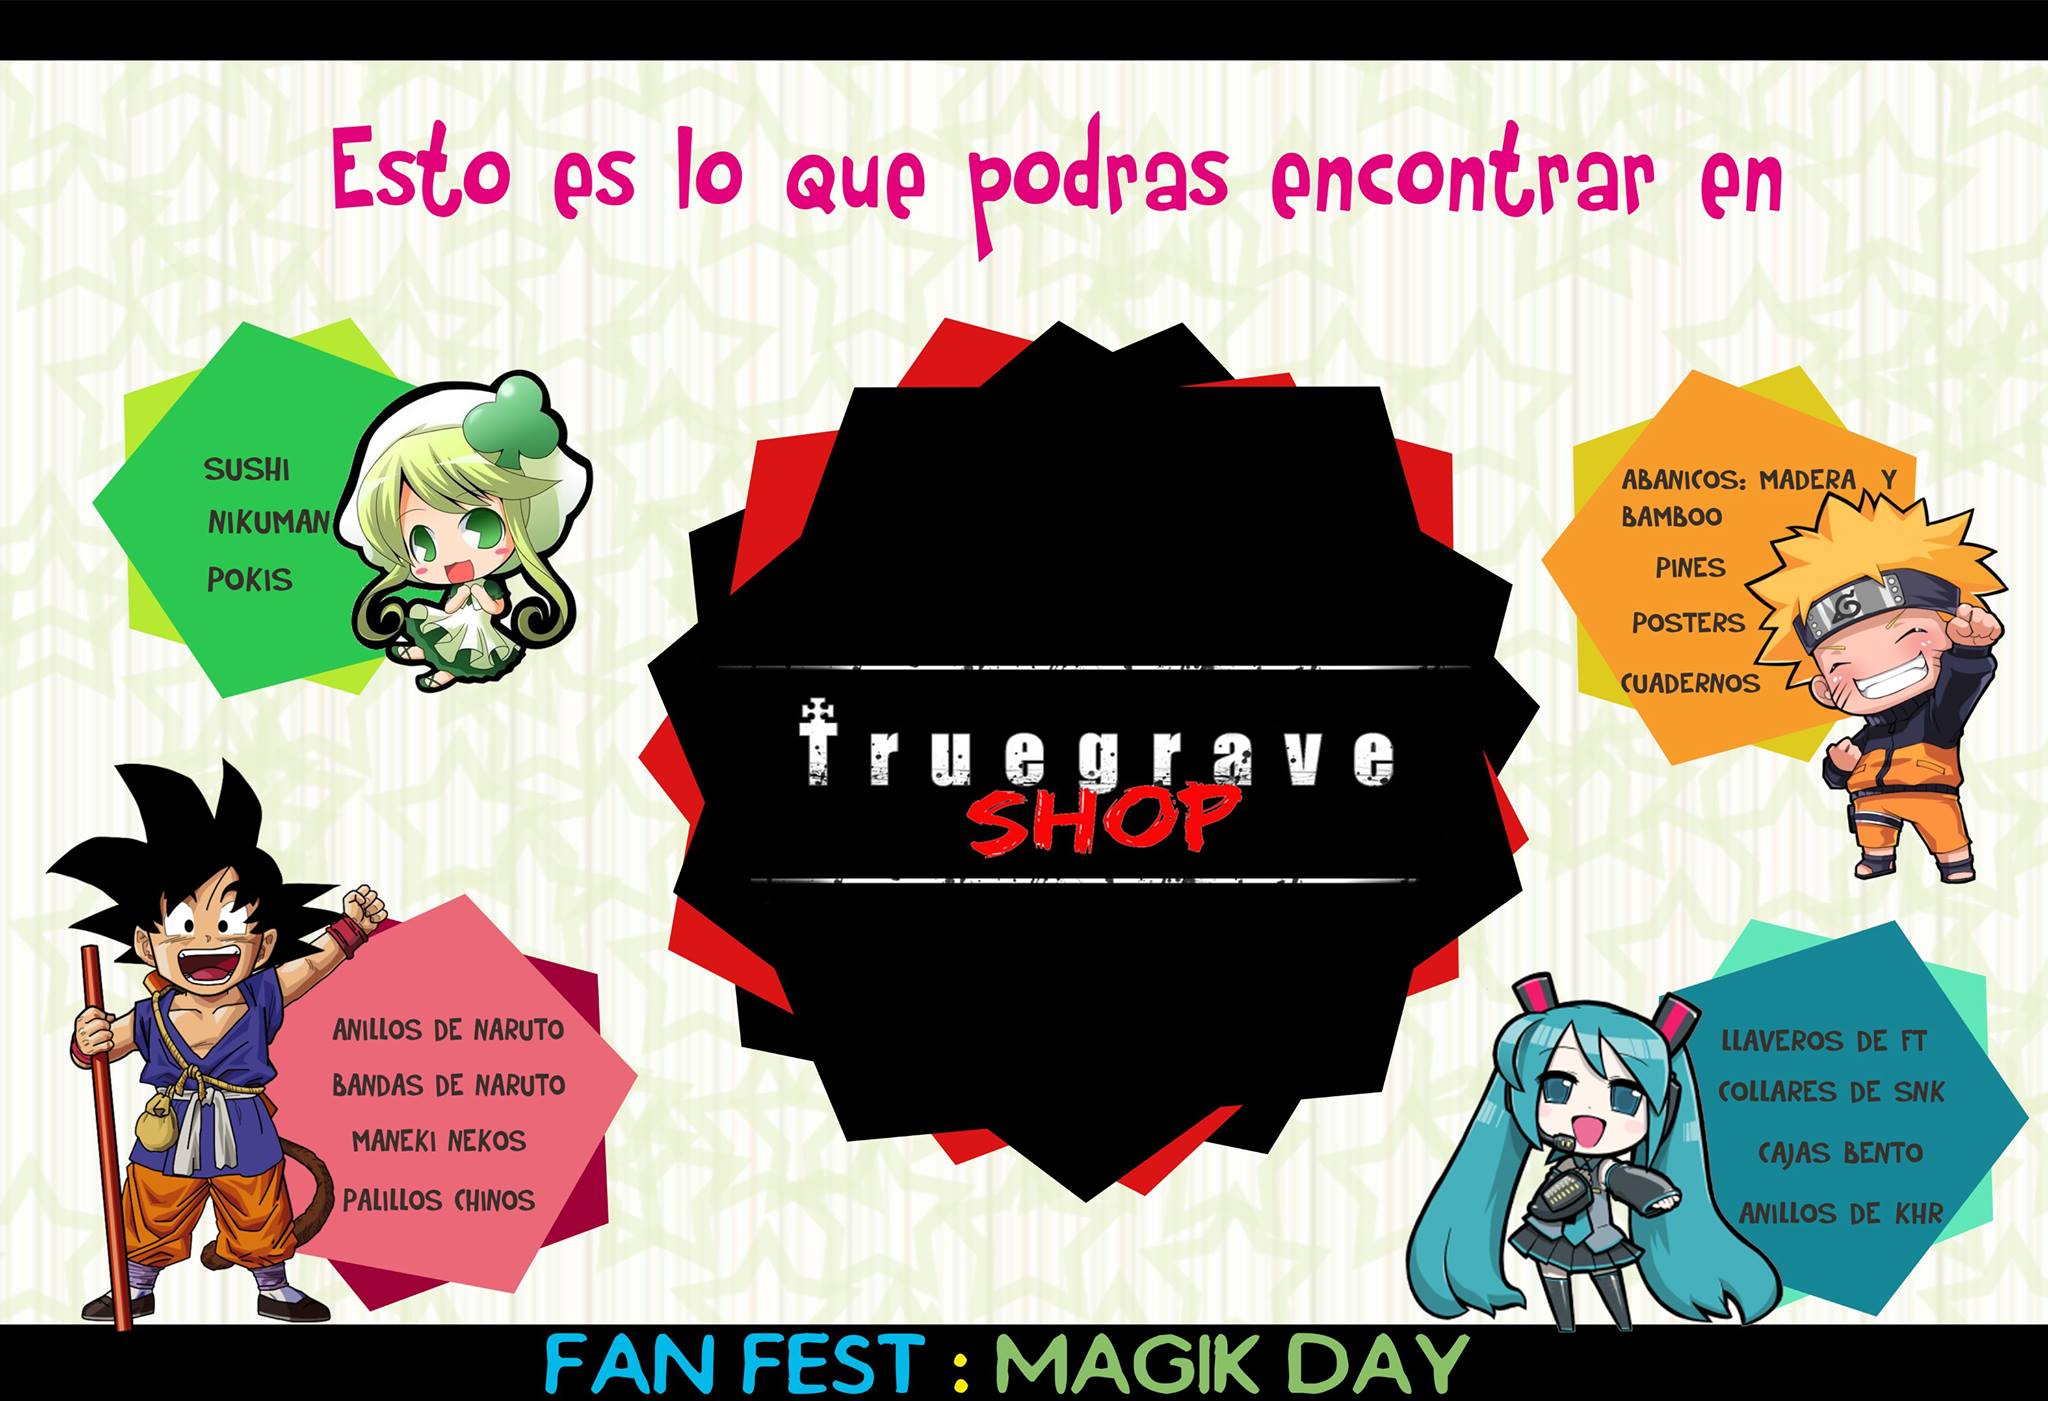 Esto es lo que podras encontrar en
SUSHI
NIKUMAN
POKIS
ABANICOS: MADERA Y
BAMBOO
PINES
POSTERS
CUADERNOS
truegrave
SHOP
ANILLOS DE NARUTO
BANDAS DE NARUTO
MANEKI NEKOS
PALILLOS CHINOS
LLAVEROS DE FT
COLLARES DE SNK
CAJAS BENTO
ANILLOS DE KHR
FAN FEST : MAGIK DAY